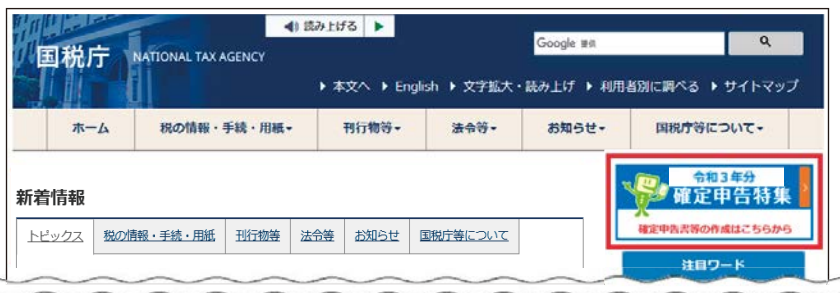 読み上げる
国税庁 NATIONAL TAX AGENCY
Google 提供
本文へ English 文字拡大・読み上げ 利用者別に調べる サイトマップ
ホーム 税の情報・手続・用紙 刊行物等 法令等 お知らせ 国税庁等について
令和3年分
確定申告特集
確定申告書等の作成はこちらから
新着情報
トピックス 税の情報・手続・用紙 刊行物等 法令等 お知らせ 国税庁等について
注目ワード